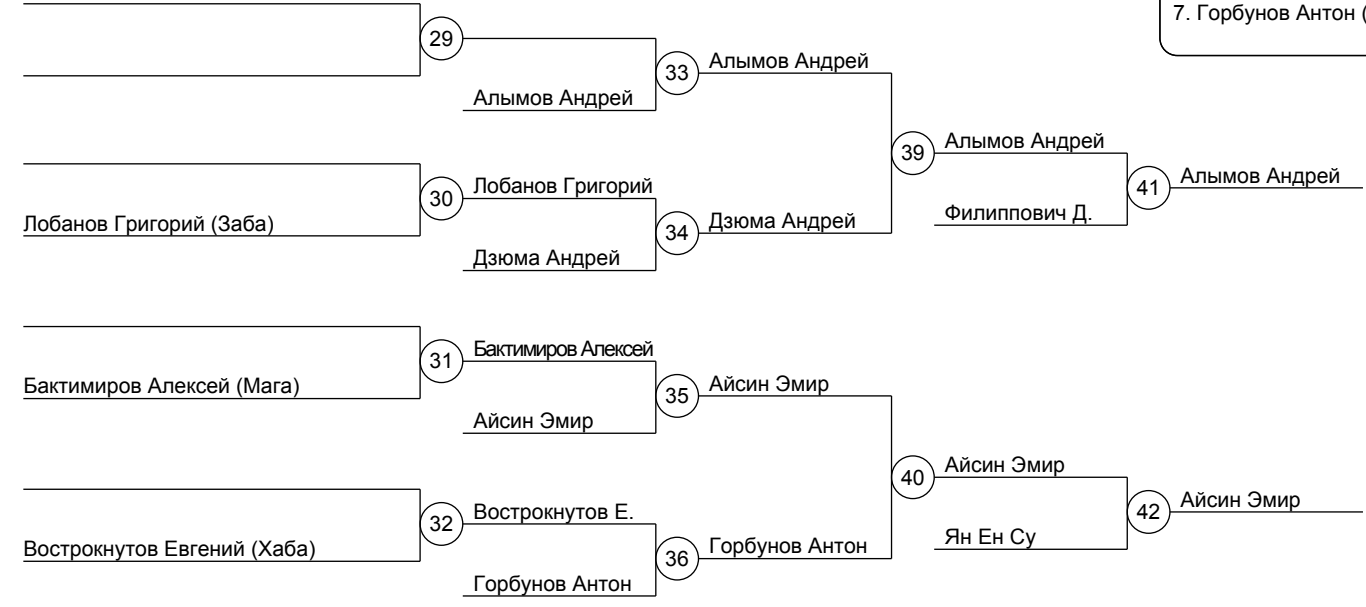 7. Горбунов Антон (
29
Алымов Андрей
33
Алымов Андрей
Алымов Андрей
39
Алымов Андрей
41
Лобанов Григорий
30
Лобанов Григорий (Заба)
34
Дзюма Андрей
Филиппович Д.
Дзюма Андрей
Бактимиров Алексей
31
Бактимиров Алексей (Мага)
35
Айсин Эмир
Айсин Эмир
Айсин Эмир
40
Айсин Эмир
42
Вострокнутов Е.
32
Вострокнутов Евгений (Хаба)
36
Горбунов Антон
Ян Ен Су
Горбунов Антон